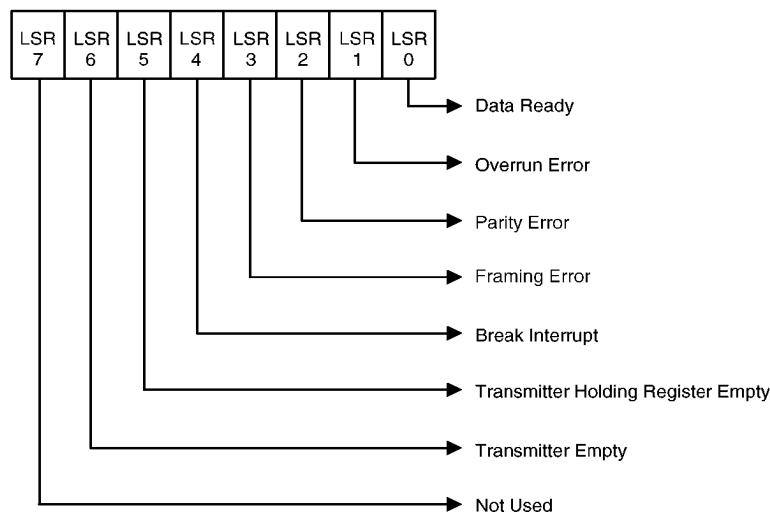 LSR 7 LSR 6 LSR 5 LSR 4 LSR 3 LSR 2 LSR 1 LSR 0
Data Ready
Overrun Error
Parity Error
Framing Error
Break Interrupt
Transmitter Holding Register Empty
Transmitter Empty
Not Used